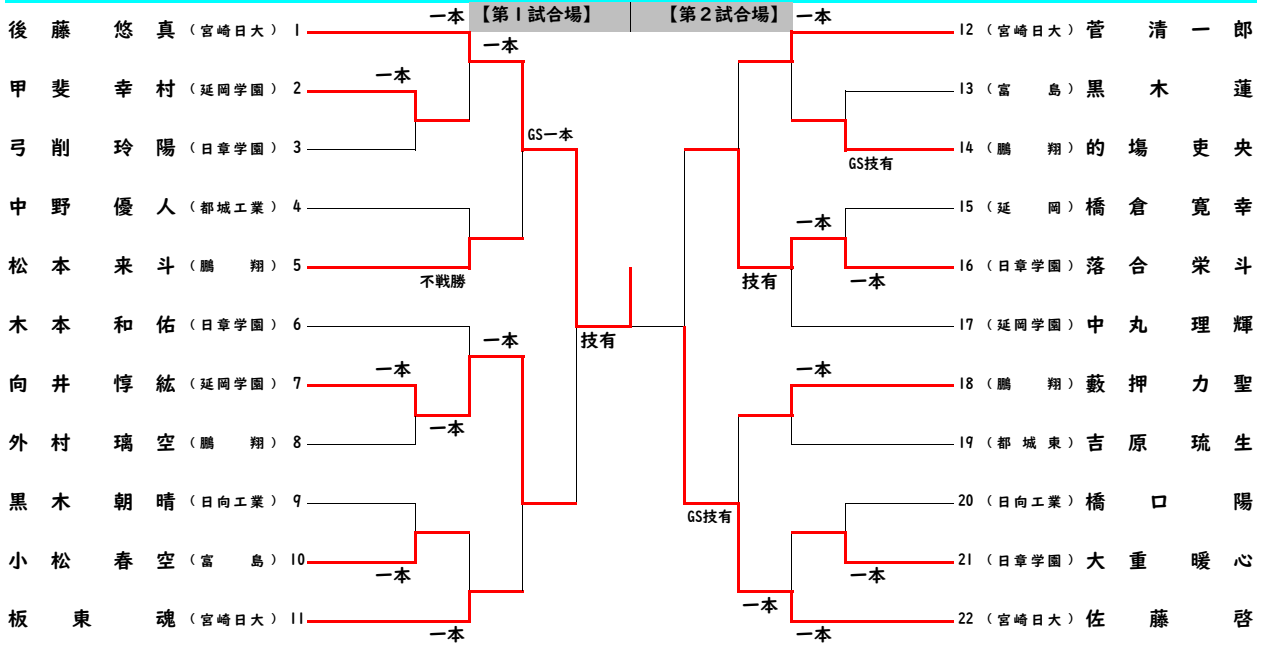 一本 【第１試合場】 【第２試合場】 一本
後藤 悠真 （宮崎日大） 1 12 （宮崎日大） 菅 清一郎
一本
一本
甲斐 幸村 （延岡学園） 2 13 （富島） 黒木 蓮
GS一本
弓削 玲陽 （日章学園） 3 14 （鵬翔） 的場 吏央
GS技有
中野 優人 （都城工業） 4 15 （延岡） 橋倉 寛幸
一本
松本 来斗 （鵬翔） 5 16 （日章学園） 落合 栄斗
不戦勝 技有 一本
木本 和佑 （日章学園） 6 17 （延岡学園） 中丸 理輝
一本 技有
一本 一本
向井 惇紘 （延岡学園） 7 18 （鵬翔） 藪押 力聖
一本
外村 璃空 （鵬翔） 8 19 （都城東） 吉原 琉生
黒木 朝晴 （日向工業） 9 20 （日向工業） 橋口 陽
GS技有
小松 春空 （富島） 10 21 （日章学園） 大重 暖心
一本 一本
一本
板東 魂 （宮崎日大） 11 22 （宮崎日大） 佐藤 啓
一本 一本